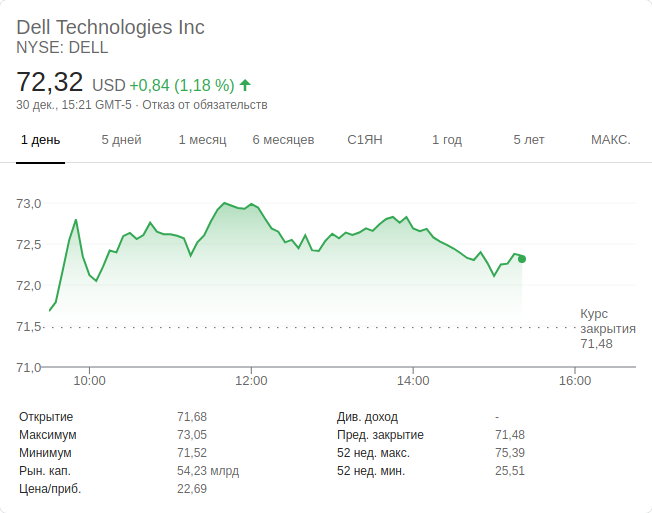 Dell Technologies Inc
NYSE: DELL
72,32 USD +0,84 (1,18 %)
30 дек., 15:21 GMT-5 · Отказ от обязательств
1 день 5 дней 1 месяц 6 месяцев С1ЯН 1 год 5 лет МАКС.
73,0
72,5
72,0
71,5
71,0
Курс
закрытия
71,48
10:00 12:00 14:00 16:00
Открытие 71,68 Див. доход -
Максимум 73,05 Пред. закрытие 71,48
Минимум 71,52 52 нед. макс. 75,39
Рын. кап. 54,23 млрд 52 нед. мин. 25,51
Цена/приб. 22,69